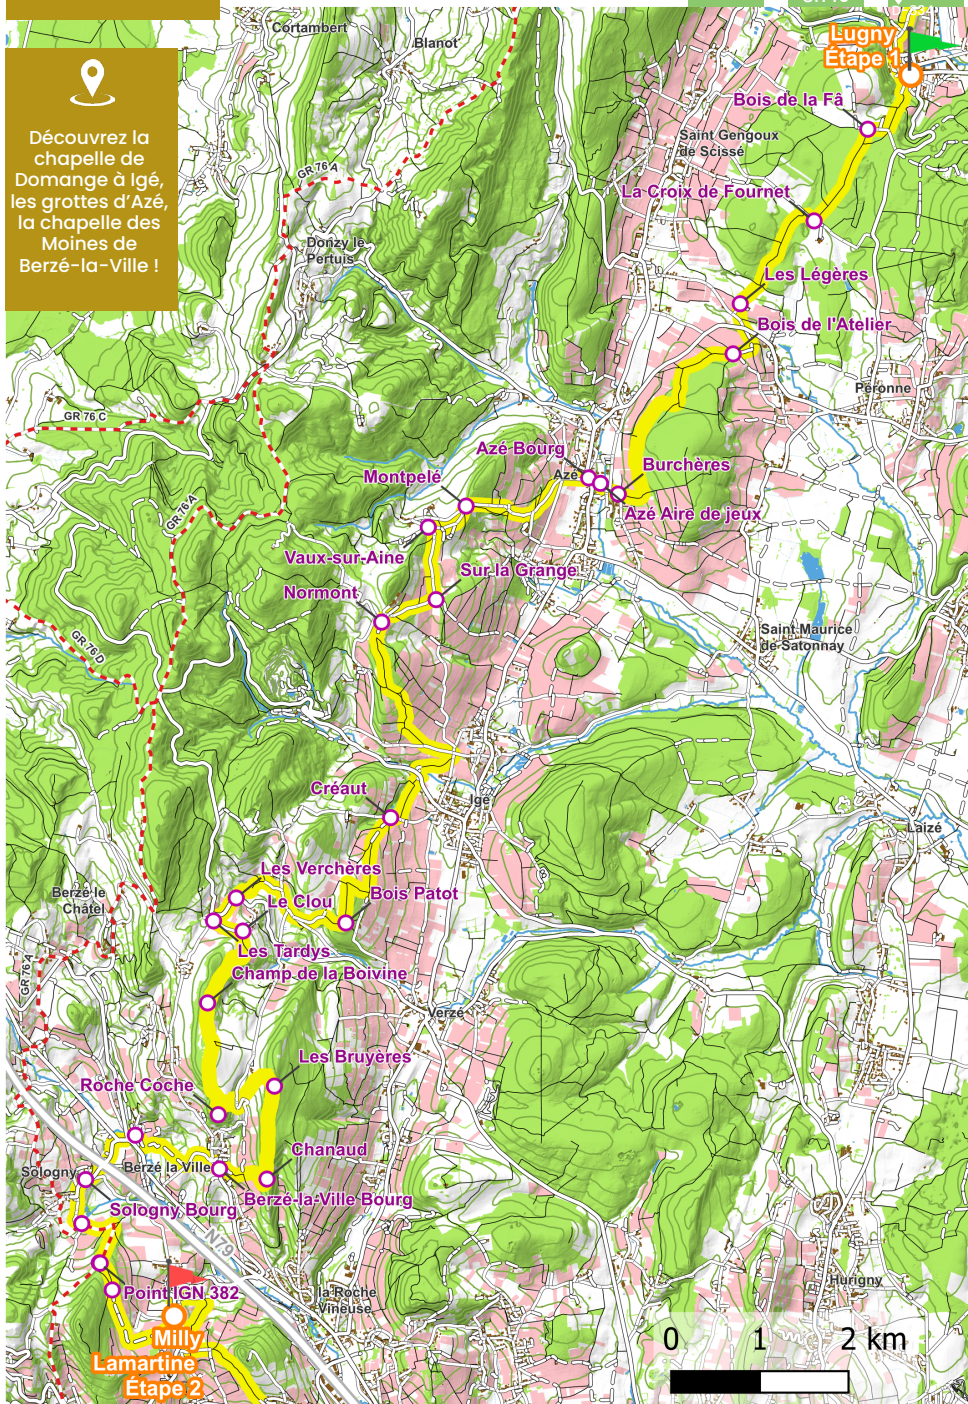 Cortambert
Blanot
Lugny
Étape 1
Découvrez la
chapelle de
Domange à Igé,
les grottes d'Azé,
la chapelle des
Moines de
Berzé-la-Ville !
Bois de la Fâ
Saint Gengoux
de Scissé
GR 76 A
La Croix de Fournet
Donzy le
Pertuis
Les Légères
Bois de l'Atelier
Péronne
GR 76 C
Azé Bourg
Azé
Burchères
Montpelé
GR 76 A
Azé Aire de jeux
Vaux-sur-Aine
Sur la Grange
Normont
Saint Maurice
de Satonnay
GR 76 D
Créaut
Igé
Laizé
Les Verchères
Berzé le
Châtel
Le Clou
Bois Patot
Les Tardys
GR 76 A
Champ de la Boivine
Verzé
Les Bruyères
Roche Coche
Chanaud
Sologny
Berzé la Ville
Berzé-la-Ville Bourg
Sologny Bourg
N79
Point IGN 382
la Roche
Vineuse
Hurigny
Milly
Lamartine
Étape 2
0 1 2 km